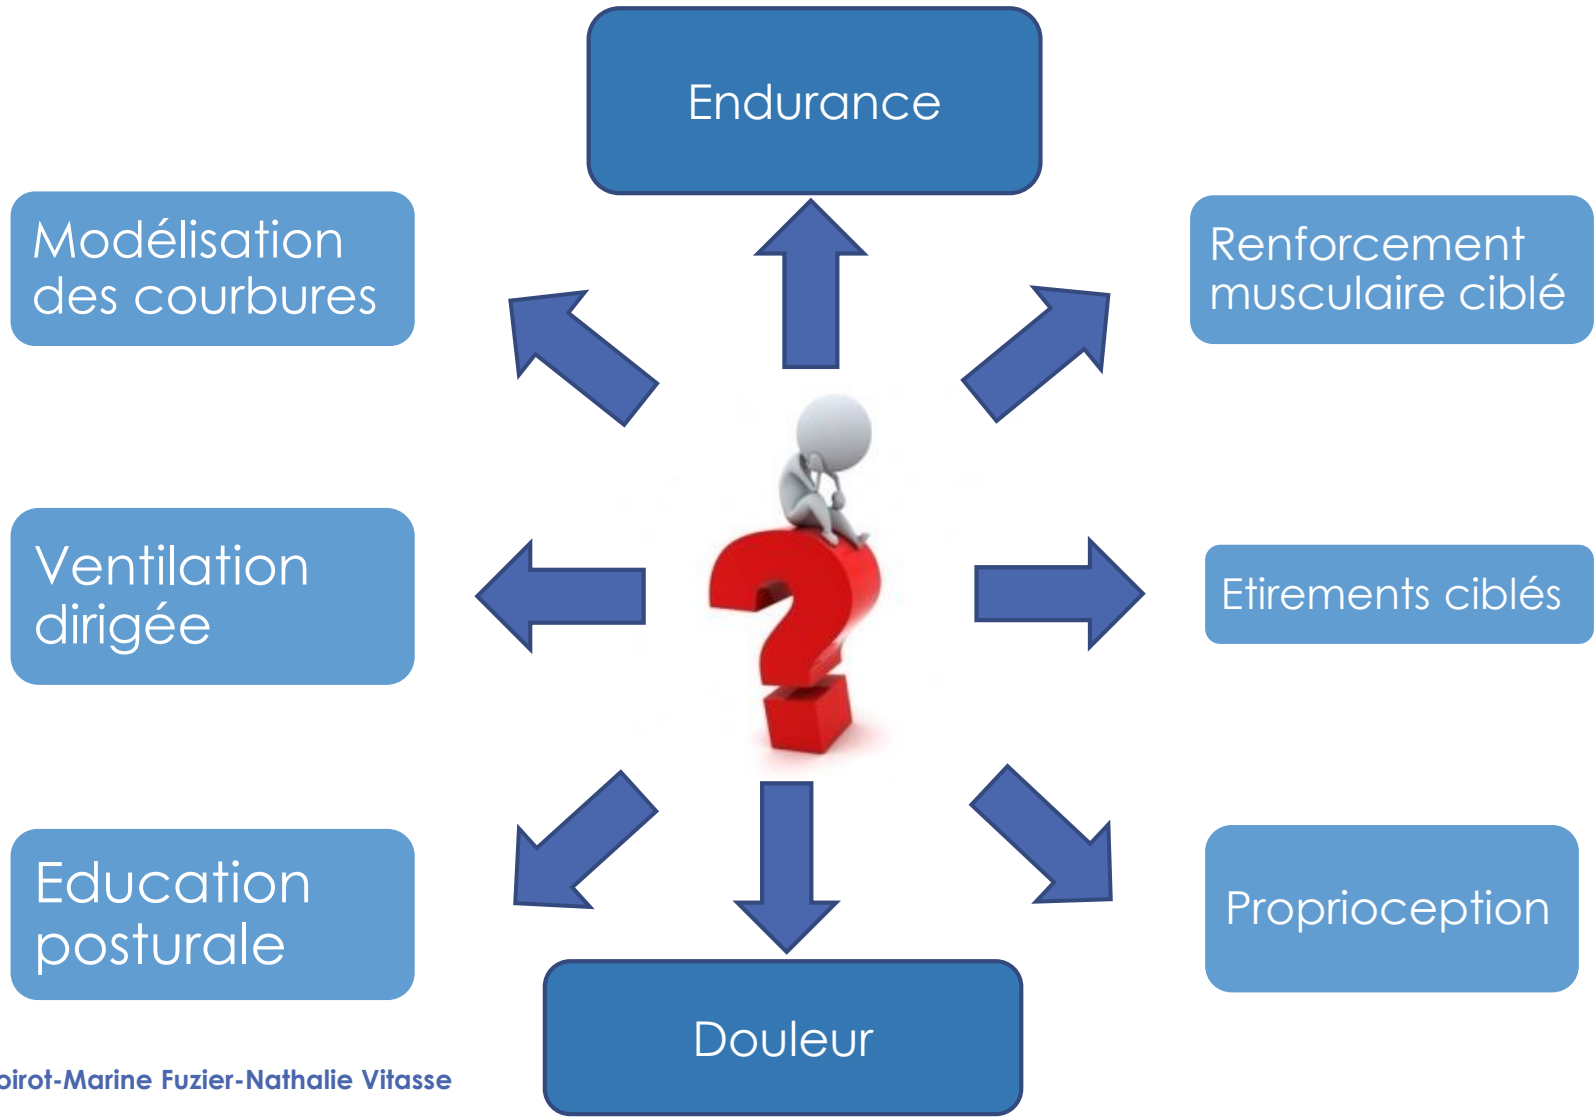 Endurance
Modélisation
des courbures
Renforcement
musculaire ciblé
Ventilation
dirigée
Etirements ciblés
Education
posturale
Proprioception
Douleur
oirot-Marine Fuzier-Nathalie Vitasse